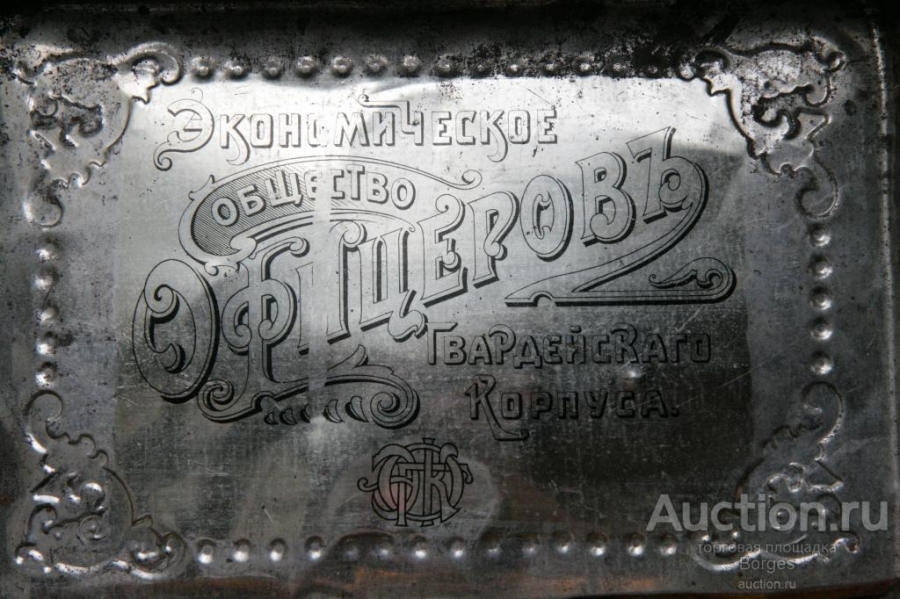 Экономическое
общество
Офицеровъ
Гвардейскаго
Корпуса.
Auction.ru
торговая площадка
Borges
auction.ru